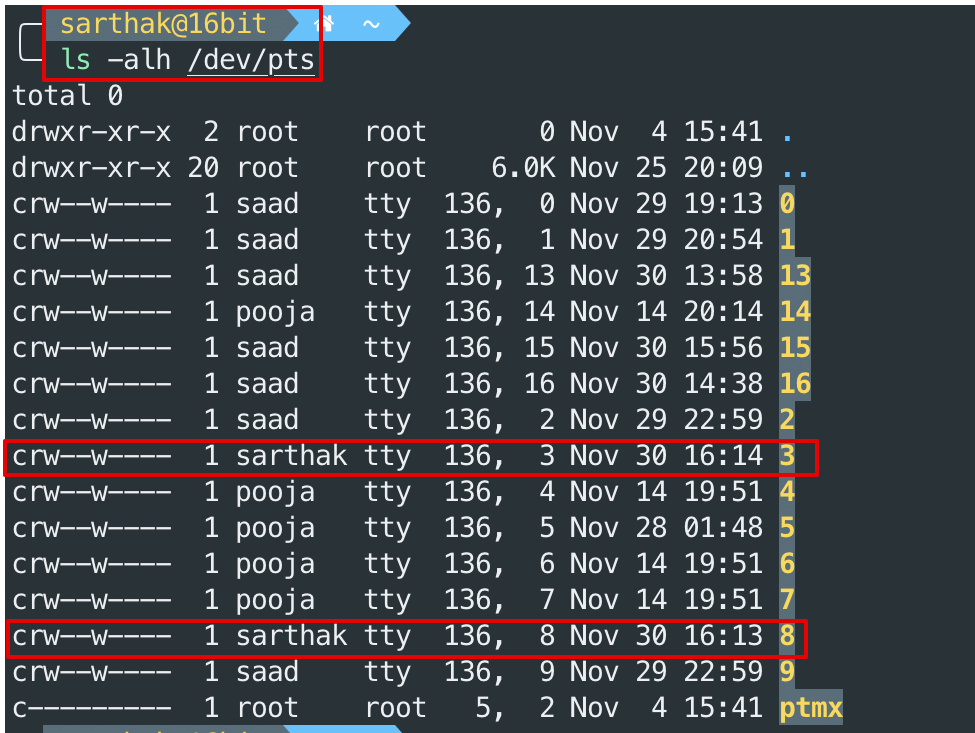 sarthak@16bit ~
ls -alh /dev/pts
total 0
drwxr-xr-x 2 root root 0 Nov 4 15:41 .
drwxr-xr-x 20 root root 6.0K Nov 25 20:09 ..
crw--w---- 1 saad tty 136, 0 Nov 29 19:13 0
crw--w---- 1 saad tty 136, 1 Nov 29 20:54 1
crw--w---- 1 saad tty 136, 13 Nov 30 13:58 13
crw--w---- 1 pooja tty 136, 14 Nov 14 20:14 14
crw--w---- 1 saad tty 136, 15 Nov 30 15:56 15
crw--w---- 1 saad tty 136, 16 Nov 30 14:38 16
crw--w---- 1 saad tty 136, 2 Nov 29 22:59 2
crw--w---- 1 sarthak tty 136, 3 Nov 30 16:14 3
crw--w---- 1 pooja tty 136, 4 Nov 14 19:51 4
crw--w---- 1 pooja tty 136, 5 Nov 28 01:48 5
crw--w---- 1 pooja tty 136, 6 Nov 14 19:51 6
crw--w---- 1 pooja tty 136, 7 Nov 14 19:51 7
crw--w---- 1 sarthak tty 136, 8 Nov 30 16:13 8
crw--w---- 1 saad tty 136, 9 Nov 29 22:59 9
c--------- 1 root root 5, 2 Nov 4 15:41 ptmx